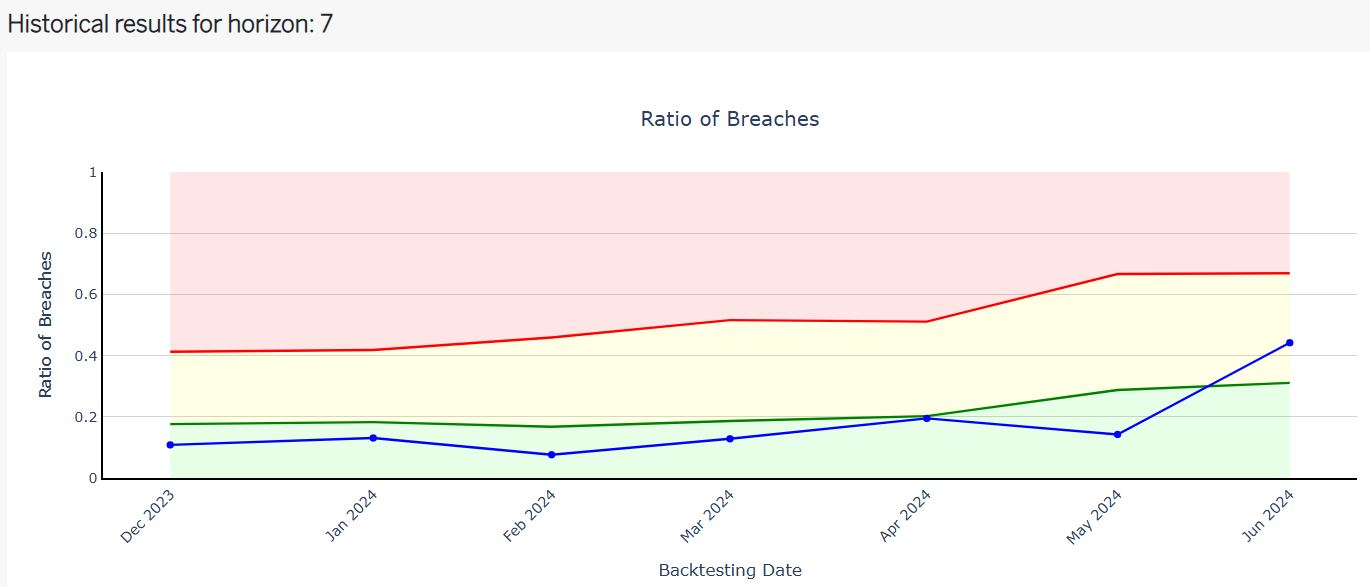 Historical results for horizon: 7
Ratio of Breaches
Ratio of Breaches
1
0.8
0.6
0.4
0.2
0
Dec 2023
Jan 2024
Feb 2024
Mar 2024
Apr 2024
May 2024
Jun 2024
Backtesting Date